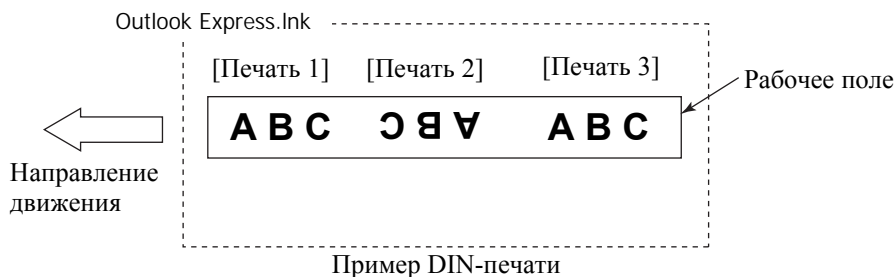 Outlook Express.lnk
[Печать 1] [Печать 2] [Печать 3]
Рабочее поле
A B C A B C A B C
Направление
движения
Пример DIN-печати